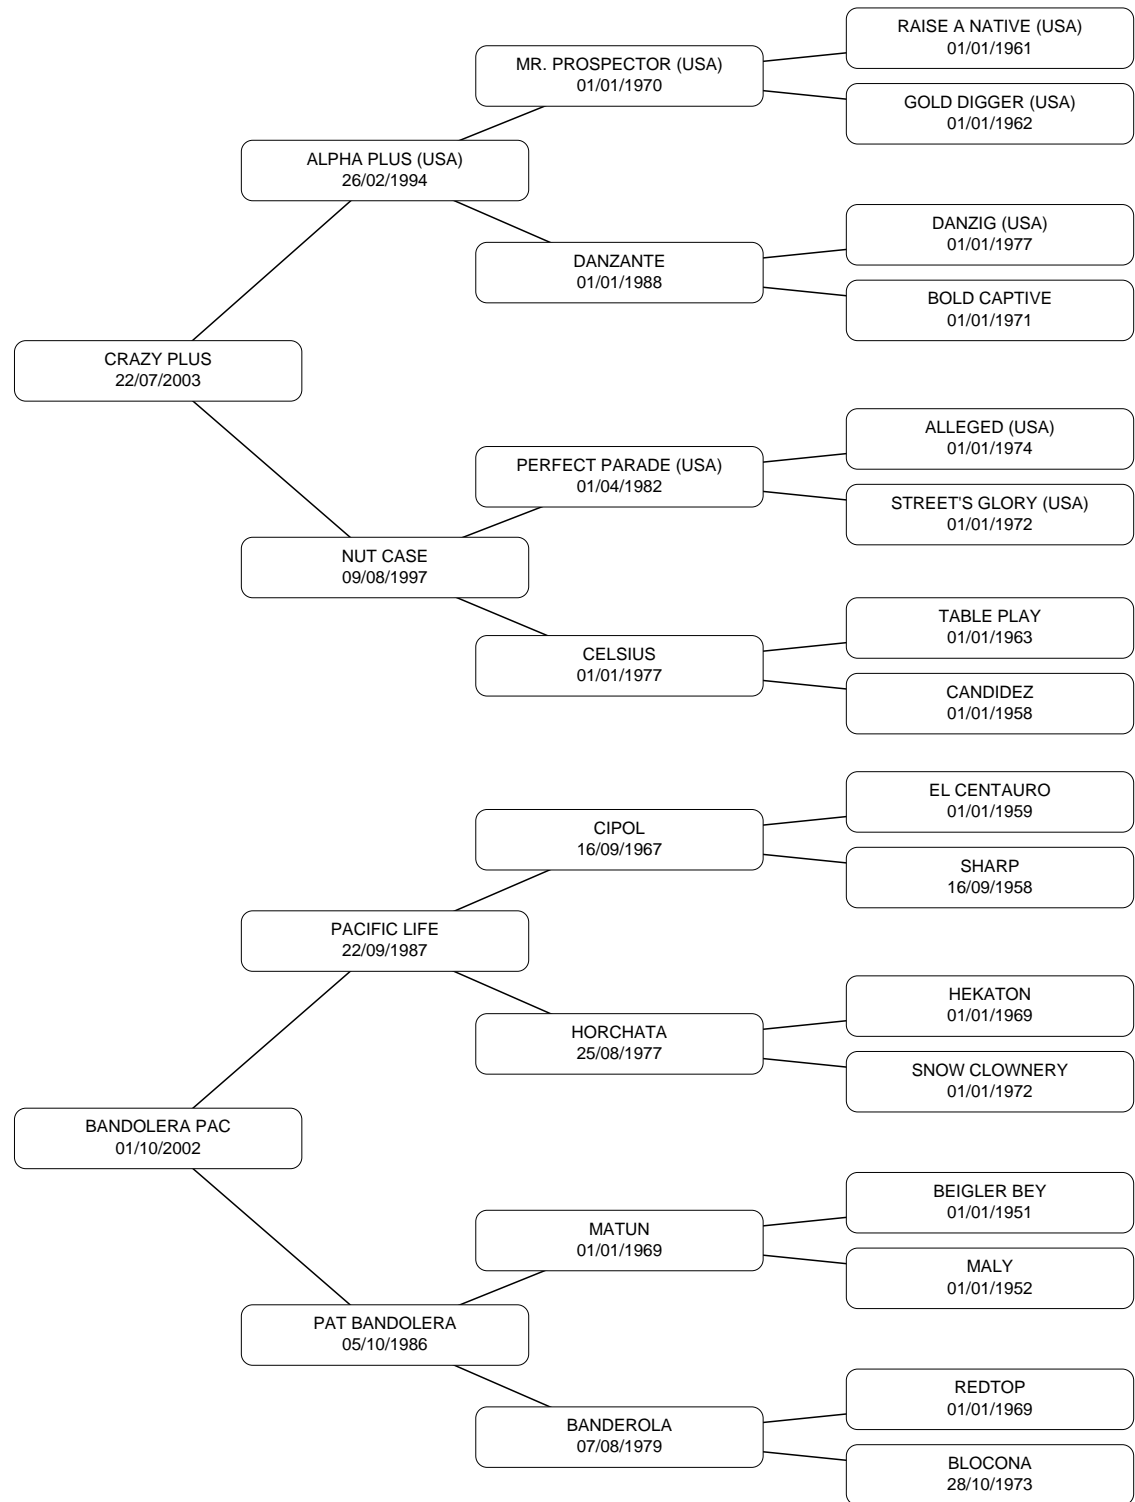 RAISE A NATIVE (USA)
01/01/1961
MR. PROSPECTOR (USA)
01/01/1970
GOLD DIGGER (USA)
01/01/1962
ALPHA PLUS (USA)
26/02/1994
DANZIG (USA)
01/01/1977
DANZANTE
01/01/1988
BOLD CAPTIVE
01/01/1971
CRAZY PLUS
22/07/2003
ALLEGED (USA)
01/01/1974
PERFECT PARADE (USA)
01/04/1982
STREET'S GLORY (USA)
01/01/1972
NUT CASE
09/08/1997
TABLE PLAY
01/01/1963
CELSIUS
01/01/1977
CANDIDEZ
01/01/1958
EL CENTAURO
01/01/1959
CIPOL
16/09/1967
SHARP
16/09/1958
PACIFIC LIFE
22/09/1987
HEKATON
01/01/1969
HORCHATA
25/08/1977
SNOW CLOWNERY
01/01/1972
BANDOLERA PAC
01/10/2002
BEIGLER BEY
01/01/1951
MATUN
01/01/1969
MALY
01/01/1952
PAT BANDOLERA
05/10/1986
REDTOP
01/01/1969
BANDEROLA
07/08/1979
BLOCONA
28/10/1973